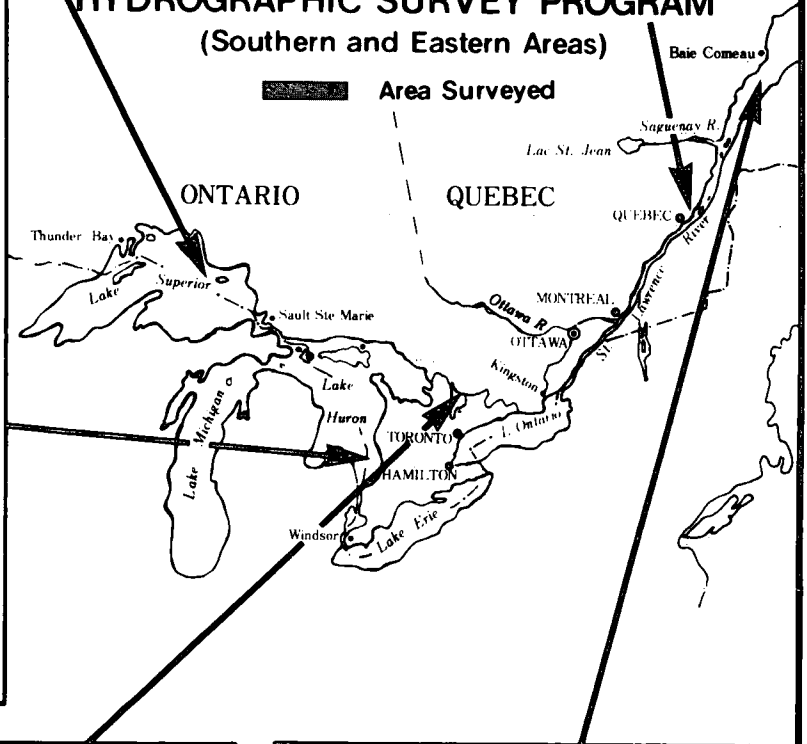 HYDROGRAPHIC SURVEY PROGRAM
(Southern and Eastern Areas)
Area Surveyed
Baie Comeau
Saguenay R.
Lac St. Jean
ONTARIO
QUEBEC
QUEBEC
Thunder Bay
Lake Superior
River
MONTREAL
Lawrence
Sault Ste Marie
Ottawa R
OTTAWA
St.
Kingston
Lake
Huron
Lake Michigan
TORONTO
L. Ontario
HAMILTON
Windsor
Lake Erie